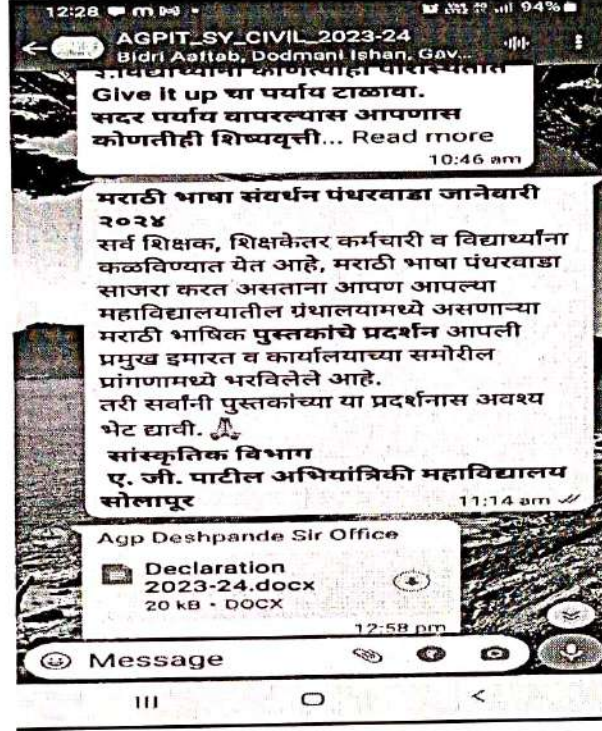 12:28
94%
AGPIT_SY_CIVIL_2023-24
Bidri Aaftab, Dodmani Ishan, Gav...
२.विद्यार्थ्यांनी कोणत्याही परिस्थितीत
Give it up चा पर्याय टाळावा.
सदर पर्याय वापरल्यास आपणास
कोणतीही शिष्यवृत्ती... Read more
10:46 am
मराठी भाषा संवर्धन पंधरवाडा जानेवारी
२०२४
सर्व शिक्षक, शिक्षकेतर कर्मचारी व विद्यार्थ्यांना
कळविण्यात येत आहे, मराठी भाषा पंधरवाडा
साजरा करत असताना आपण आपल्या
महाविद्यालयातील ग्रंथालयामध्ये असणाऱ्या
मराठी भाषिक पुस्तकांचे प्रदर्शन आपली
प्रमुख इमारत व कार्यालयाच्या समोरील
प्रांगणामध्ये भरविलेले आहे.
तरी सर्वांनी पुस्तकांच्या या प्रदर्शनास अवश्य
भेट द्यावी. 🙏
सांस्कृतिक विभाग
ए. जी. पाटील अभियांत्रिकी महाविद्यालय
सोलापूर
11:14 am
Agp Deshpande Sir Office
Declaration
2023-24.docx
20 kB • DOCX
12:58 pm
Message